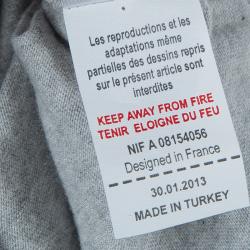 Les reproductions et les
adaptations même
partielles des dessins repris
sur le présent article sont
interdites
KEEP AWAY FROM FIRE
TENIR ELOIGNE DU FEU
NIF A 08154056
Designed in France
30.01.2013
MADE IN TURKEY